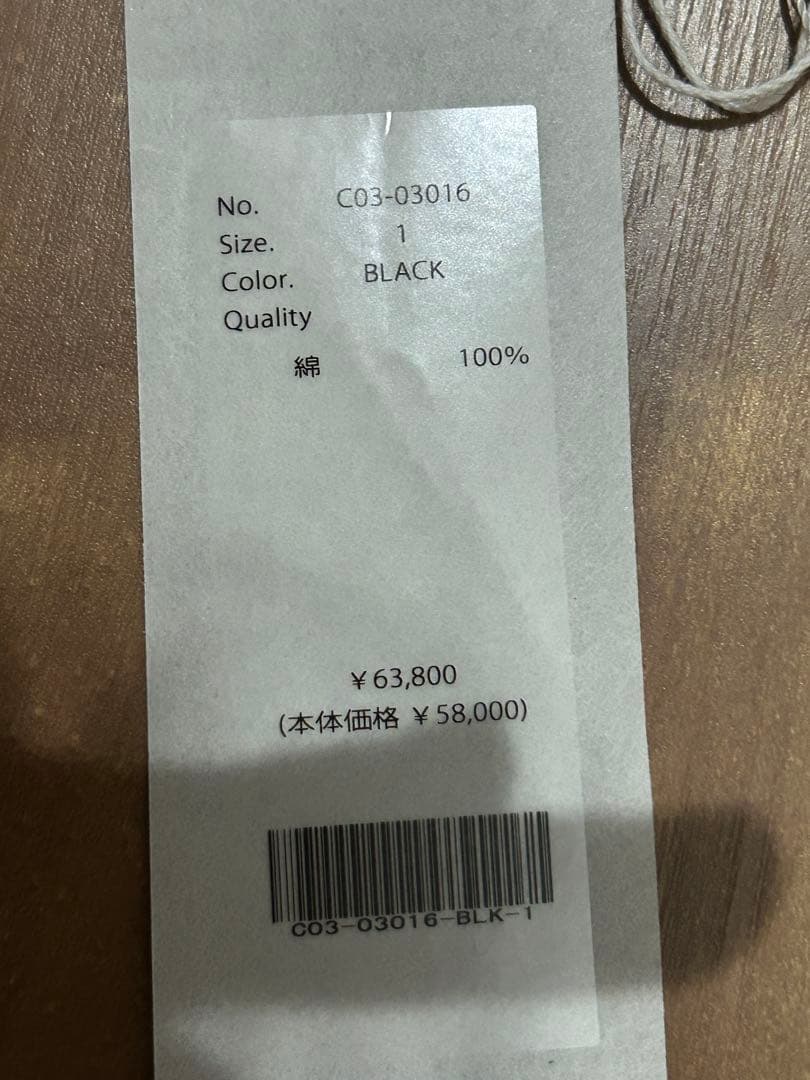 No. C03-03016
Size. 1
Color. BLACK
Quality
綿 100%
¥63,800
(本体価格 ¥58,000)
C03-03016-BLK-1